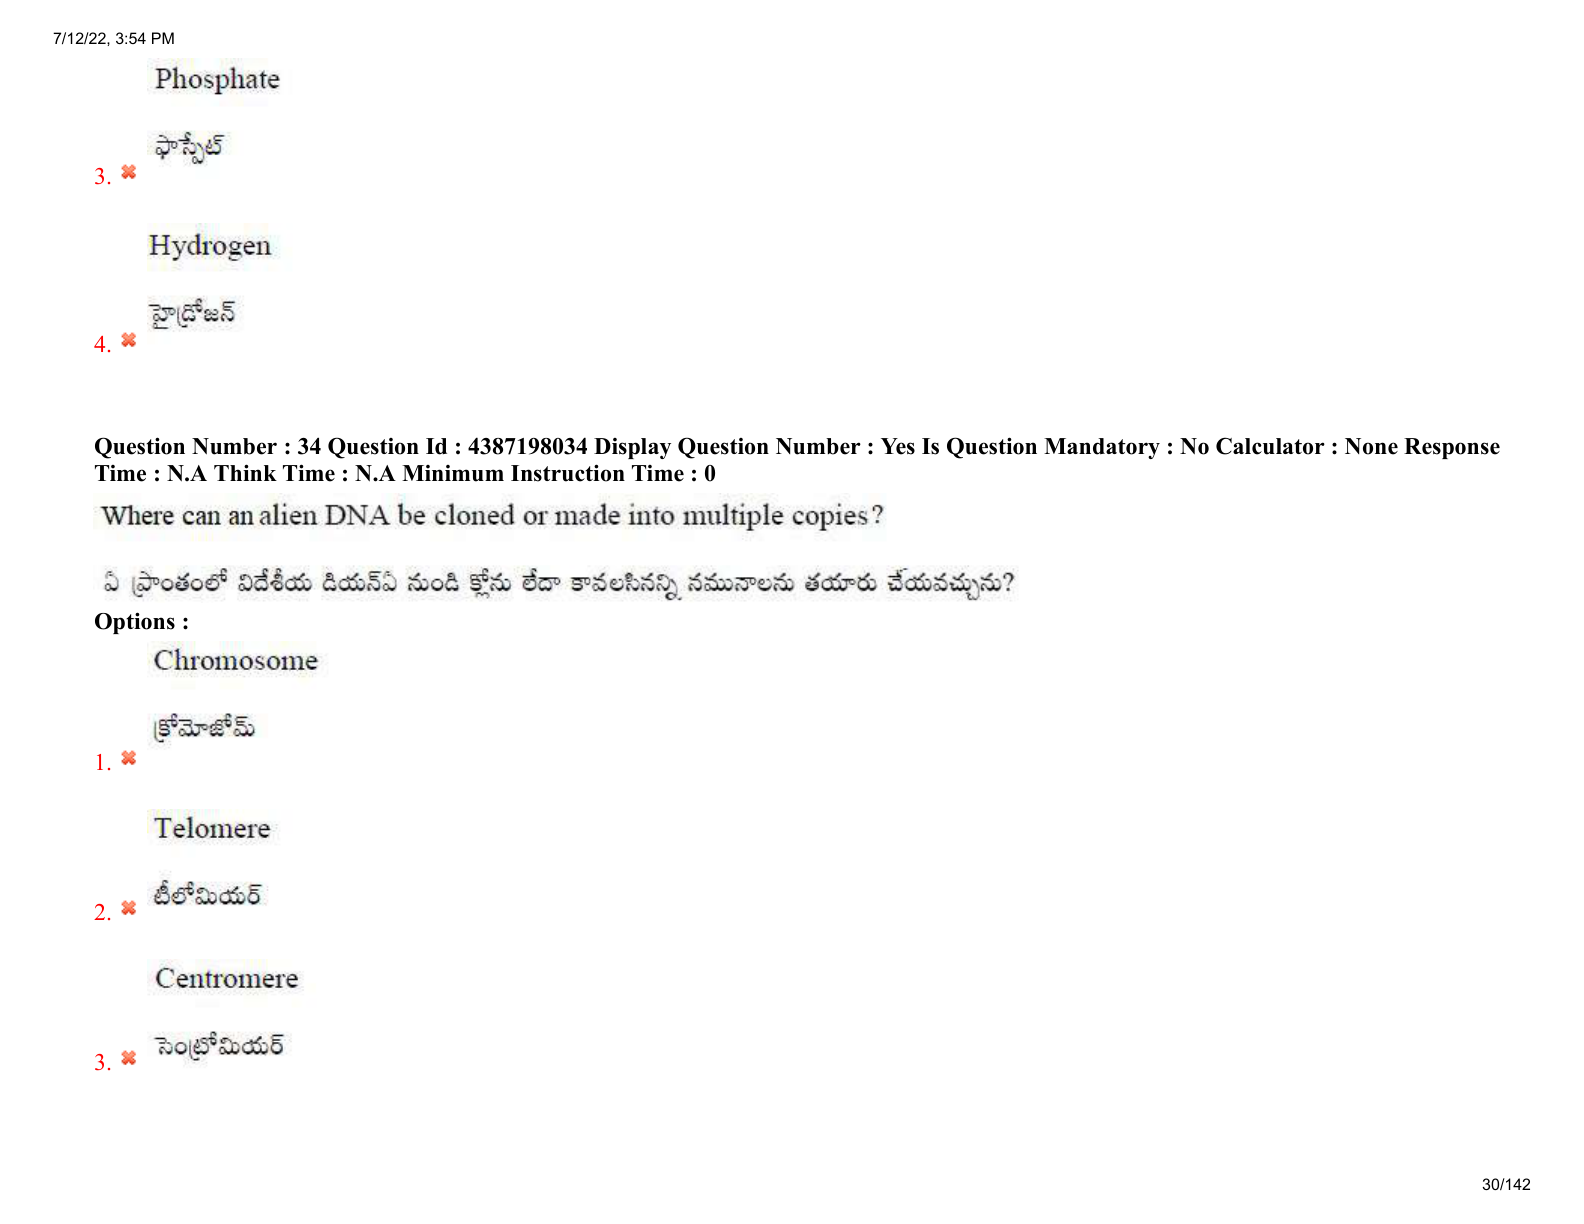 7/12/22, 3:54 PM
Phosphate
ఫాస్ఫేట్
3.
Hydrogen
హైడ్రోజన్
4.
Question Number : 34 Question Id : 4387198034 Display Question Number : Yes Is Question Mandatory : No Calculator : None Response
Time : N.A Think Time : N.A Minimum Instruction Time : 0
Where can an alien DNA be cloned or made into multiple copies?
ఏ ప్రాంతంలో విదేశీయ డియన్ఏ నుండి క్లోను లేదా కావలసినన్ని నమునాలను తయారు చేయవచ్చును?
Options :
Chromosome
క్రోమోజోమ్
1.
Telomere
టీలోమియర్
2.
Centromere
సెంట్రోమియర్
3.
30/142